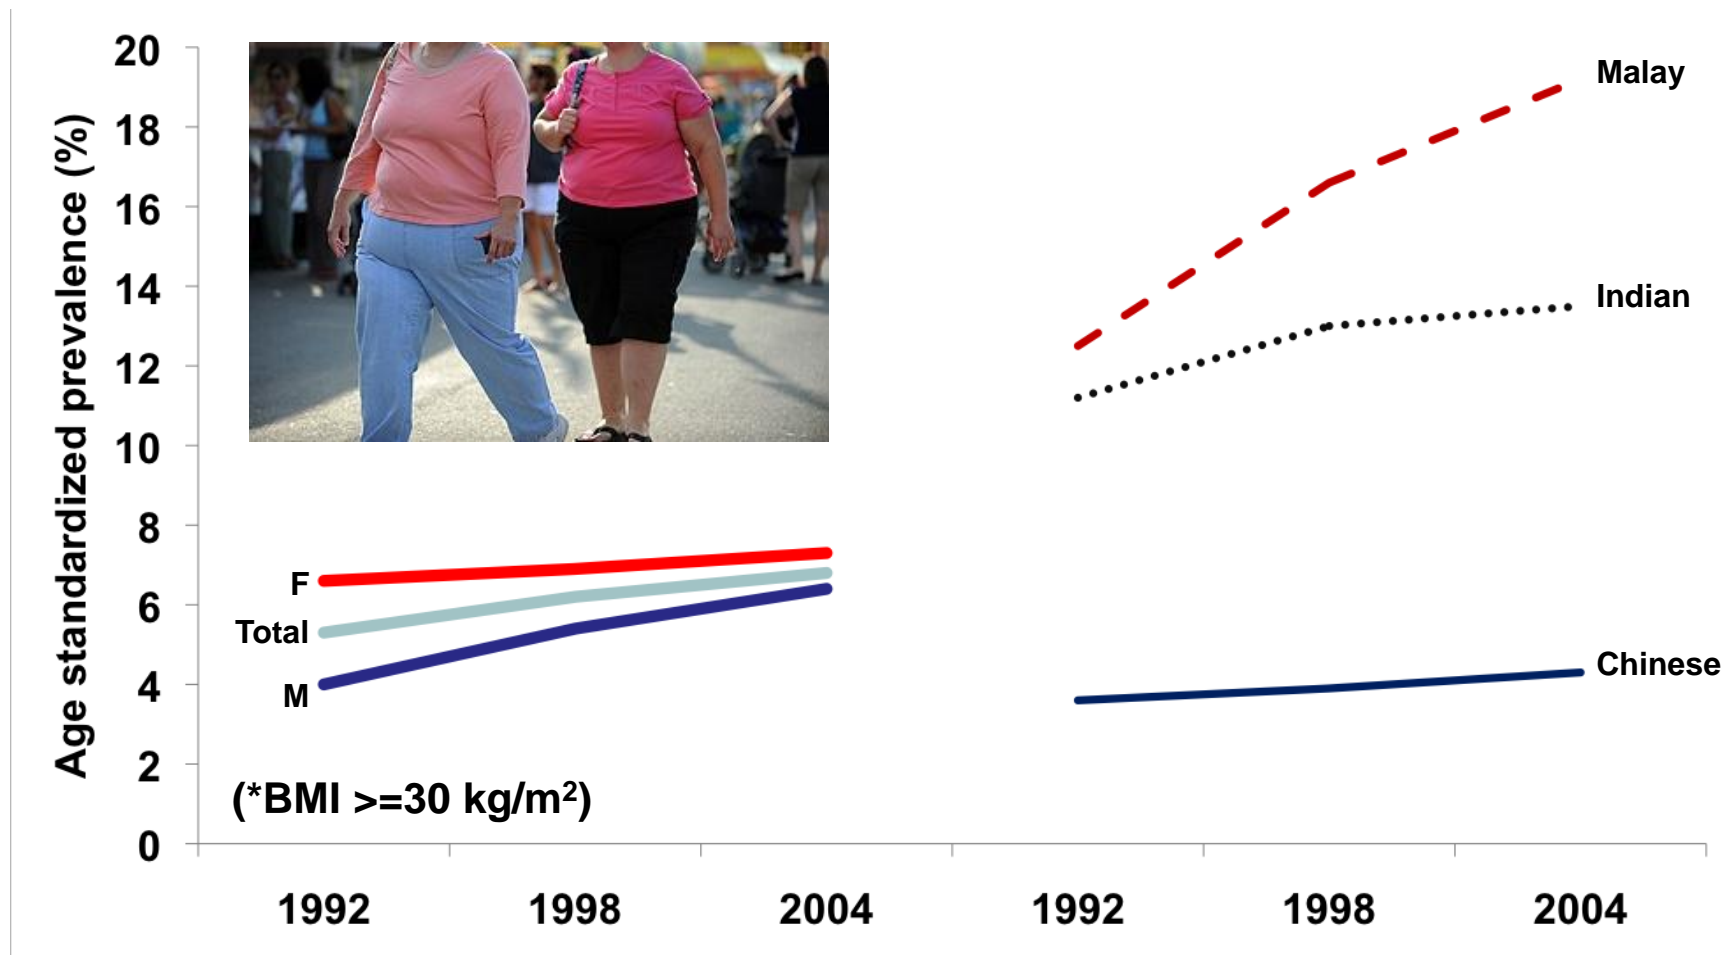 Age standardized prevalence (%)
20
18
16
14
12
10
8
6
4
2
0
F
Total
M
(*BMI >=30 kg/m²)
Malay
Indian
Chinese
1992 1998 2004 1992 1998 2004